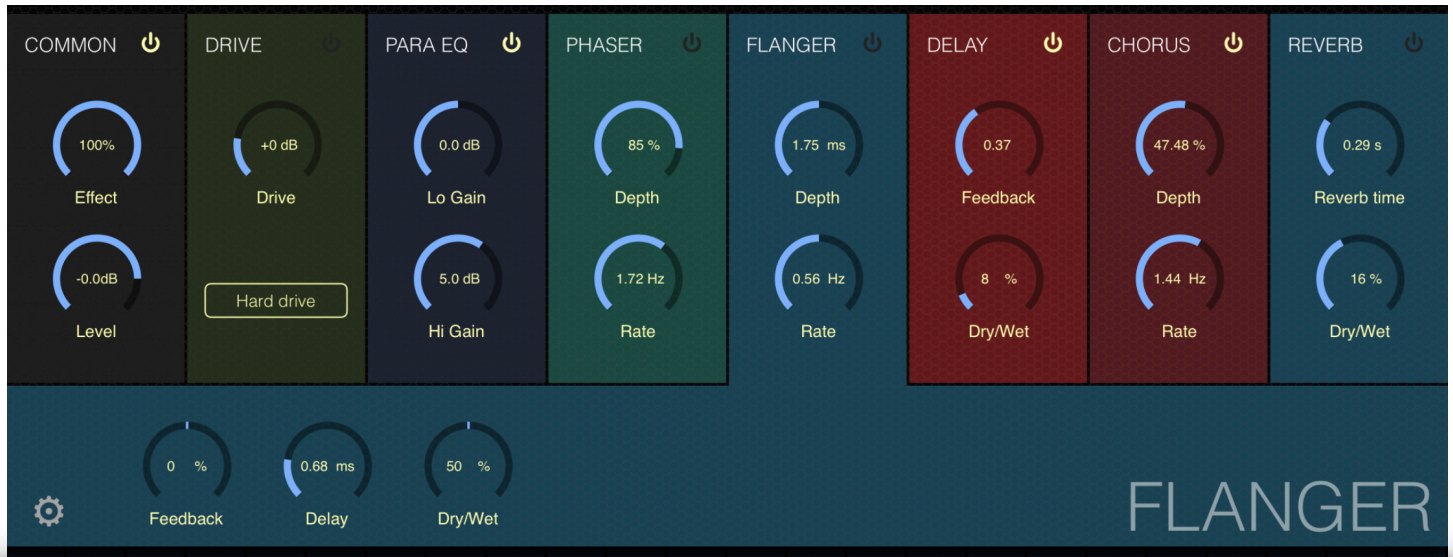 COMMON
DRIVE
PARA EQ
PHASER
FLANGER
DELAY
CHORUS
REVERB
100%
+0 dB
0.0 dB
85 %
1.75 ms
0.37
47.48 %
0.29 s
Effect
Drive
Lo Gain
Depth
Depth
Feedback
Depth
Reverb time
-0.0dB
Hard drive
5.0 dB
1.72 Hz
0.56 Hz
8 %
1.44 Hz
16 %
Level
Hi Gain
Rate
Rate
Dry/Wet
Rate
Dry/Wet
0 %
0.68 ms
50 %
Feedback
Delay
Dry/Wet
FLANGER